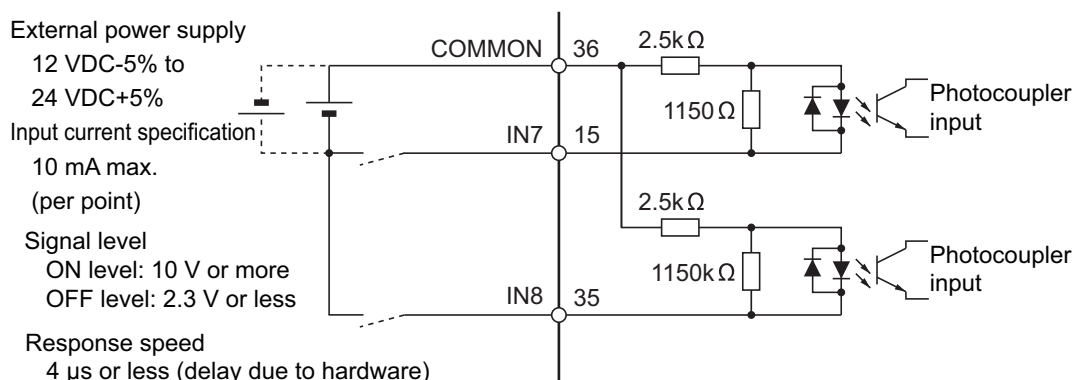 External power supply
12 VDC-5% to
24 VDC+5%
Input current specification
10 mA max.
(per point)
Signal level
ON level: 10 V or more
OFF level: 2.3 V or less
Response speed
4 µs or less (delay due to hardware)
COMMON 36
2.5kΩ
1150Ω
Photocoupler
input
IN7 15
2.5kΩ
1150kΩ
Photocoupler
input
IN8 35